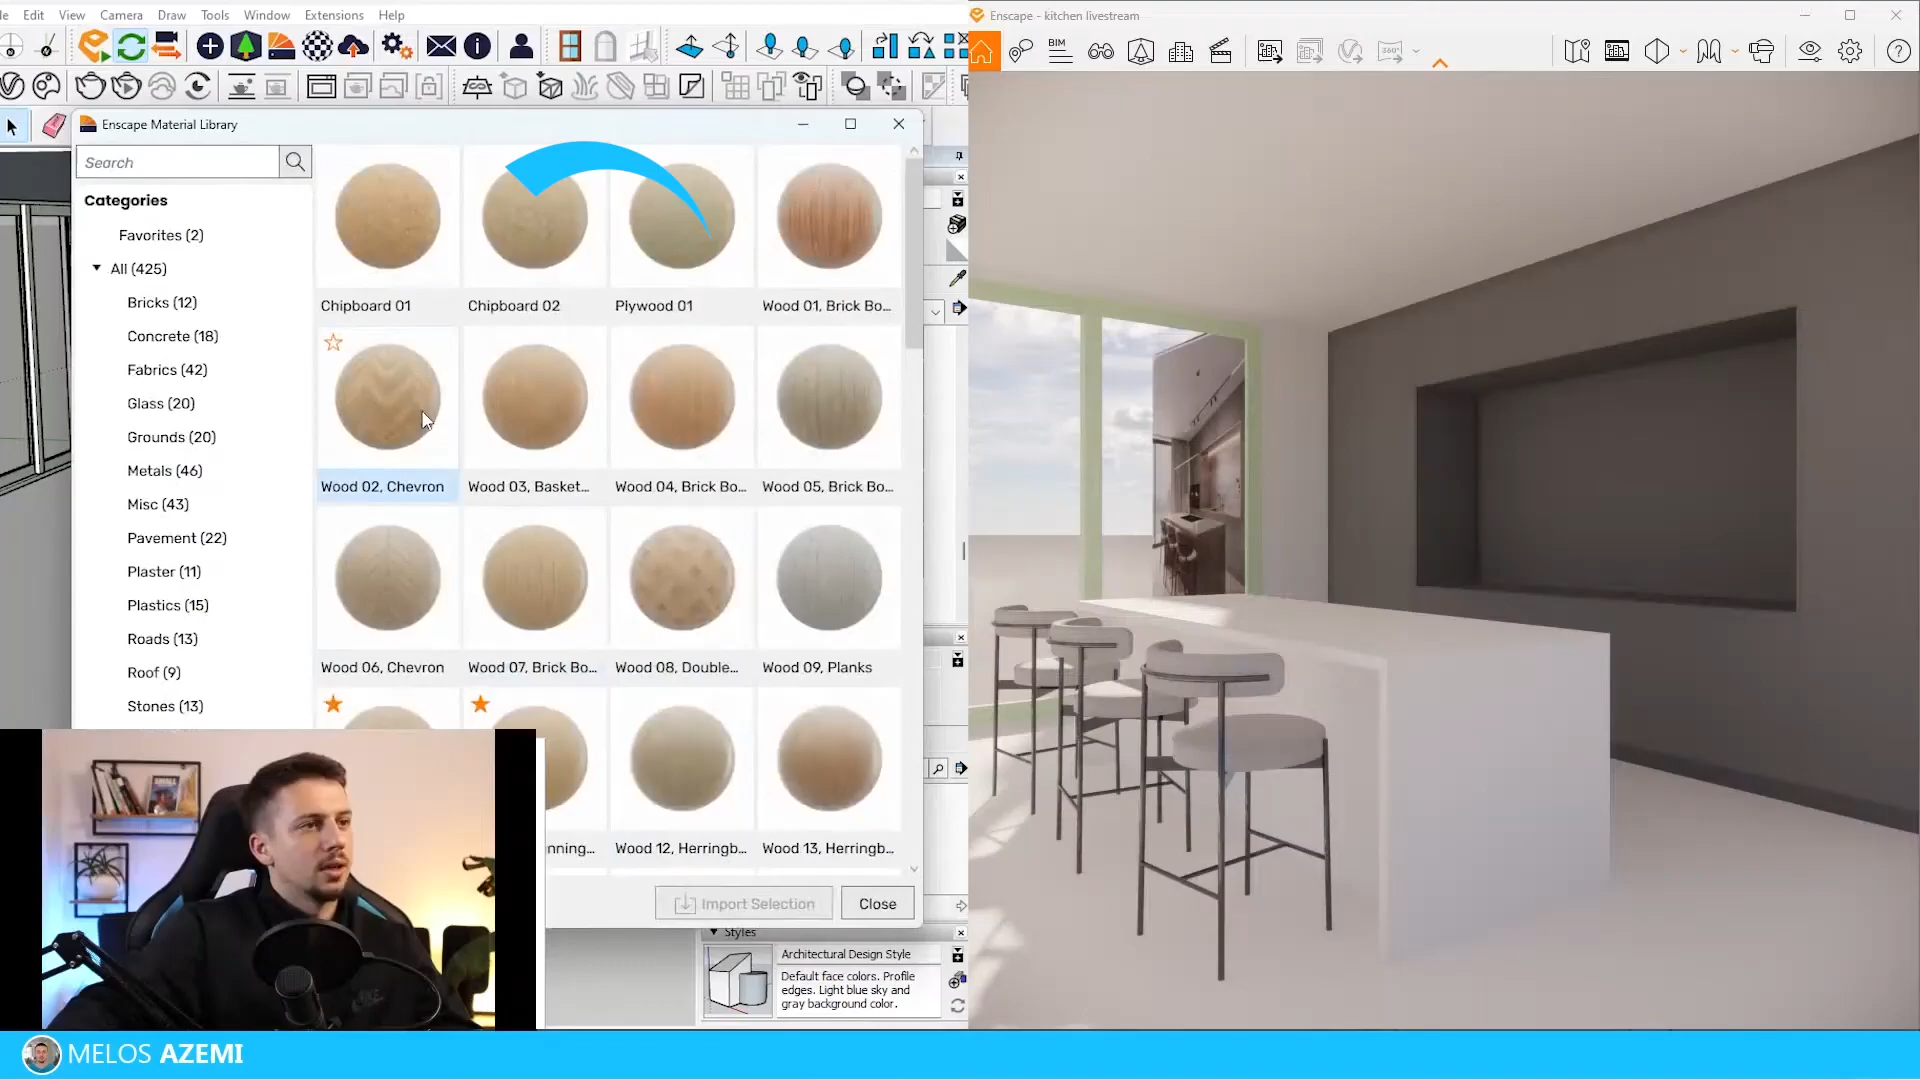 Edit View Camera Draw Tools Window Extensions Help
Enscape - kitchen livestream
BIM
360°
Enscape Material Library
Search
Categories
Favorites (2)
All (425)
Bricks (12)
Concrete (18)
Fabrics (42)
Glass (20)
Grounds (20)
Metals (46)
Misc (43)
Pavement (22)
Plaster (11)
Plastics (15)
Roads (13)
Roof (9)
Stones (13)
Chipboard 01
Chipboard 02
Plywood 01
Wood 01, Brick Bo...
Wood 02, Chevron
Wood 03, Basket...
Wood 04, Brick Bo...
Wood 05, Brick Bo...
Wood 06, Chevron
Wood 07, Brick Bo...
Wood 08, Double...
Wood 09, Planks
nning...
Wood 12, Herringb...
Wood 13, Herringb...
Import Selection
Close
Styles
Architectural Design Style
Default face colors. Profile
edges. Light blue sky and
gray background color.
MELOS AZEMI